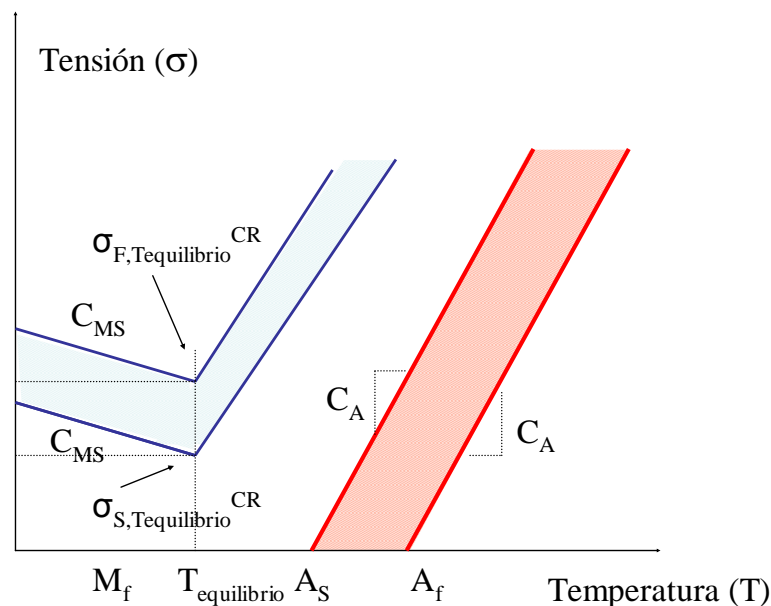 Tensión (σ)
σF,TequilibrioCR
CMS
CA
CMS
CA
σS,TequilibrioCR
Mf Tequilibrio AS Af Temperatura (T)